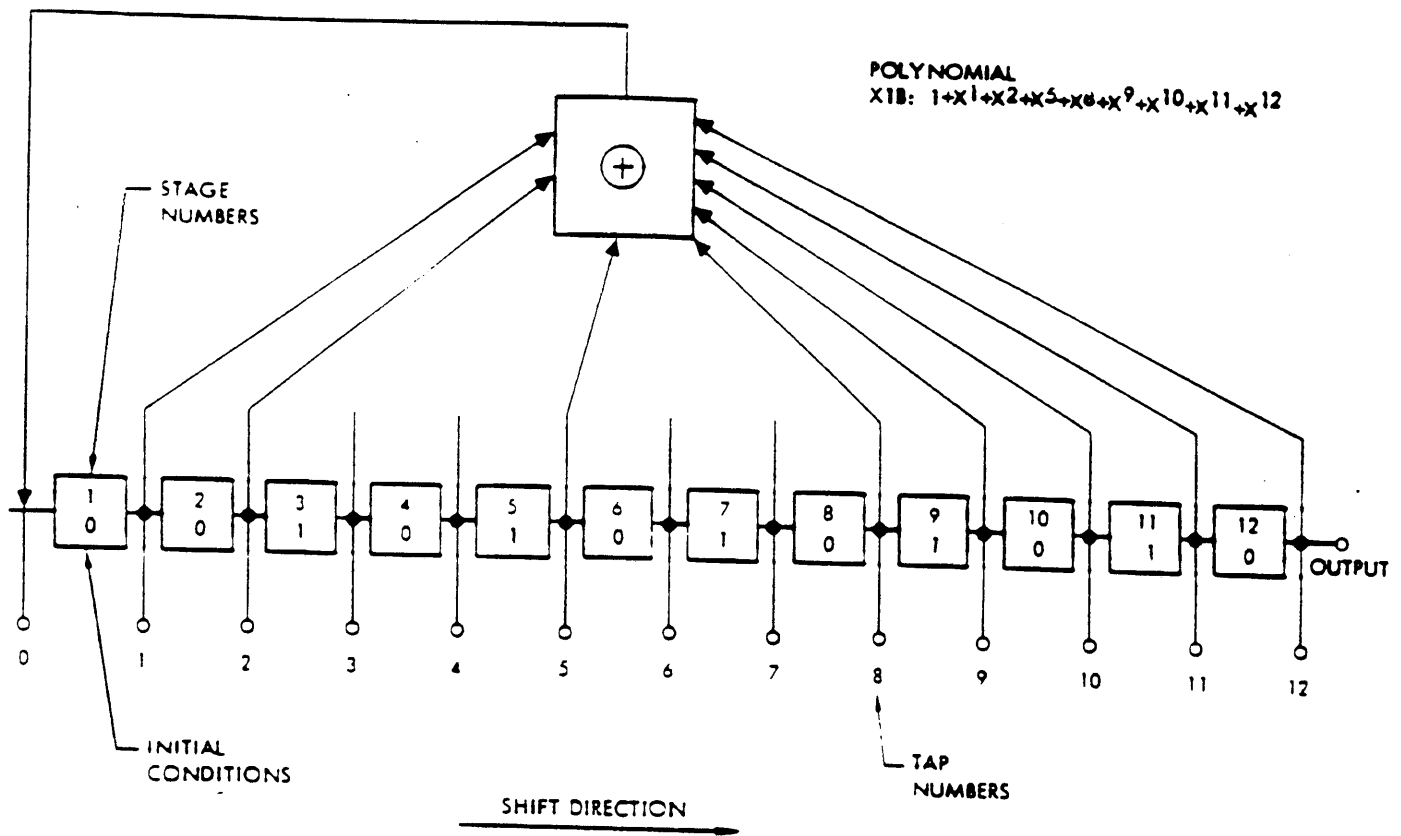 POLYNOMIAL
X1B: 1+X1+X2+X5+X8+X9+X10+X11+X12
+
STAGE
NUMBERS
1 2 3 4 5 6 7 8 9 10 11 12
0 0 1 0 1 0 1 0 1 0 1 0
OUTPUT
0 1 2 3 4 5 6 7 8 9 10 11 12
INITIAL
CONDITIONS
TAP
NUMBERS
SHIFT DIRECTION